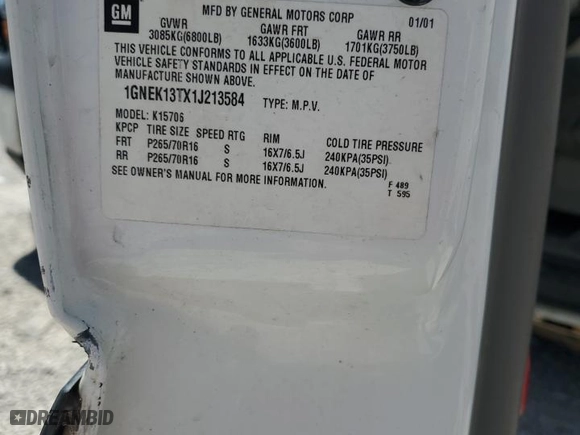 GM
MFD BY GENERAL MOTORS CORP 01/01
GVWR GAWR FRT GAWR RR
3085KG(6800LB) 1633KG(3600LB) 1701KG(3750LB)
THIS VEHICLE CONFORMS TO ALL APPLICABLE U.S. FEDERAL MOTOR
VEHICLE SAFETY STANDARDS IN EFFECT ON THE DATE OF
MANUFACTURE SHOWN ABOVE.
1GNEK13TX1J213584 TYPE: M.P.V.
MODEL: K15706
KPCP TIRE SIZE SPEED RTG RIM COLD TIRE PRESSURE
FRT P265/70R16 S 16X7/6.5J 240KPA(35PSI)
RR P265/70R16 S 16X7/6.5J 240KPA(35PSI)
SEE OWNER'S MANUAL FOR MORE INFORMATION.
F 489
T 595
DREAMBID